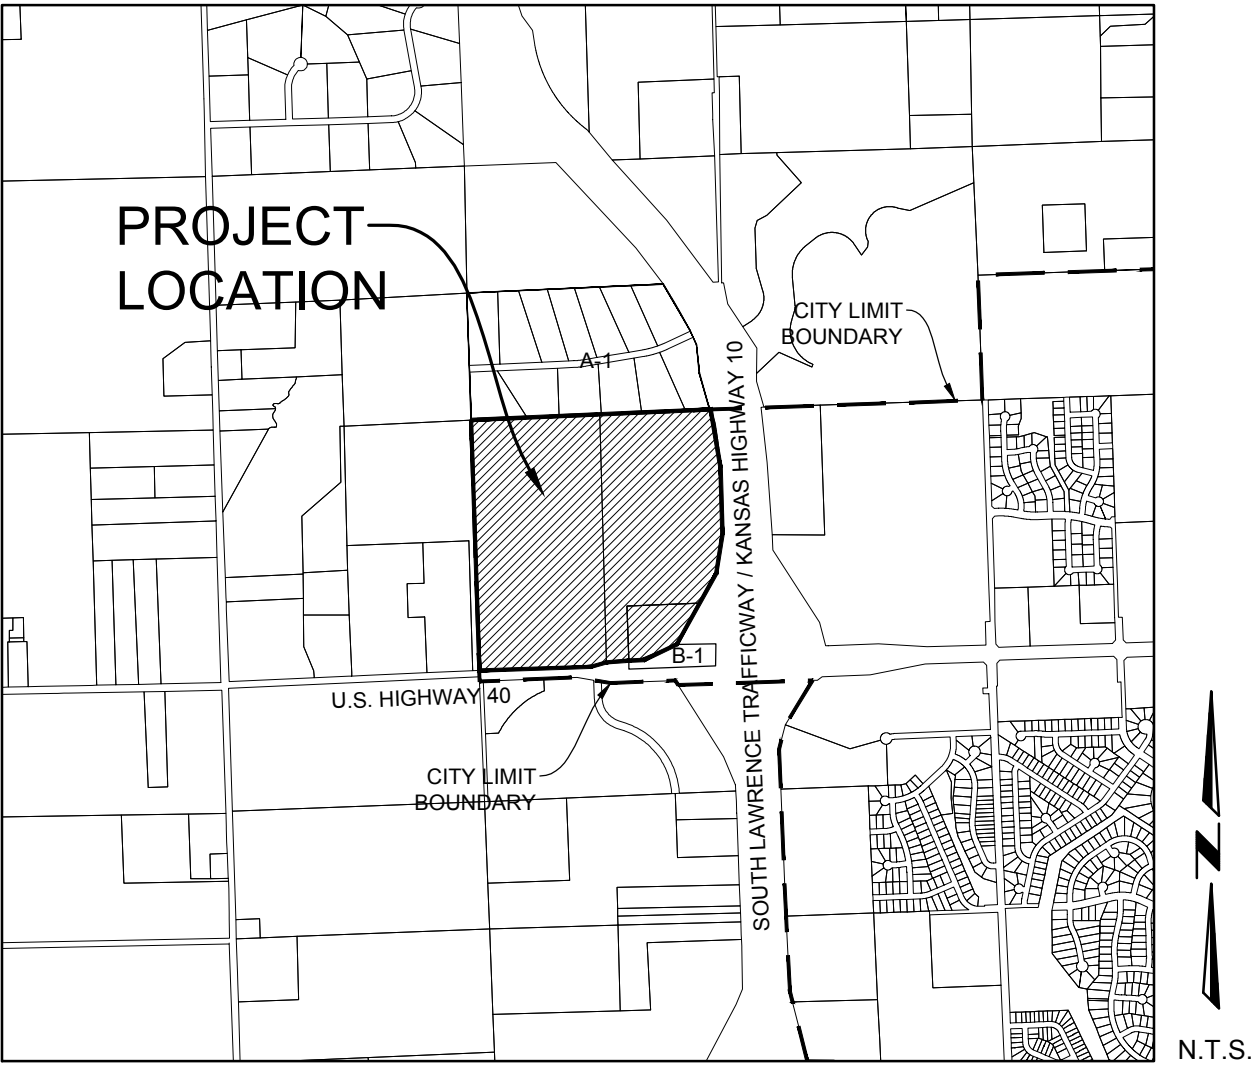 PROJECT
LOCATION
CITY LIMIT
BOUNDARY
A-1
SOUTH LAWRENCE TRAFFICWAY / KANSAS HIGHWAY 10
B-1
U.S. HIGHWAY 40
CITY LIMIT
BOUNDARY
N
N.T.S.